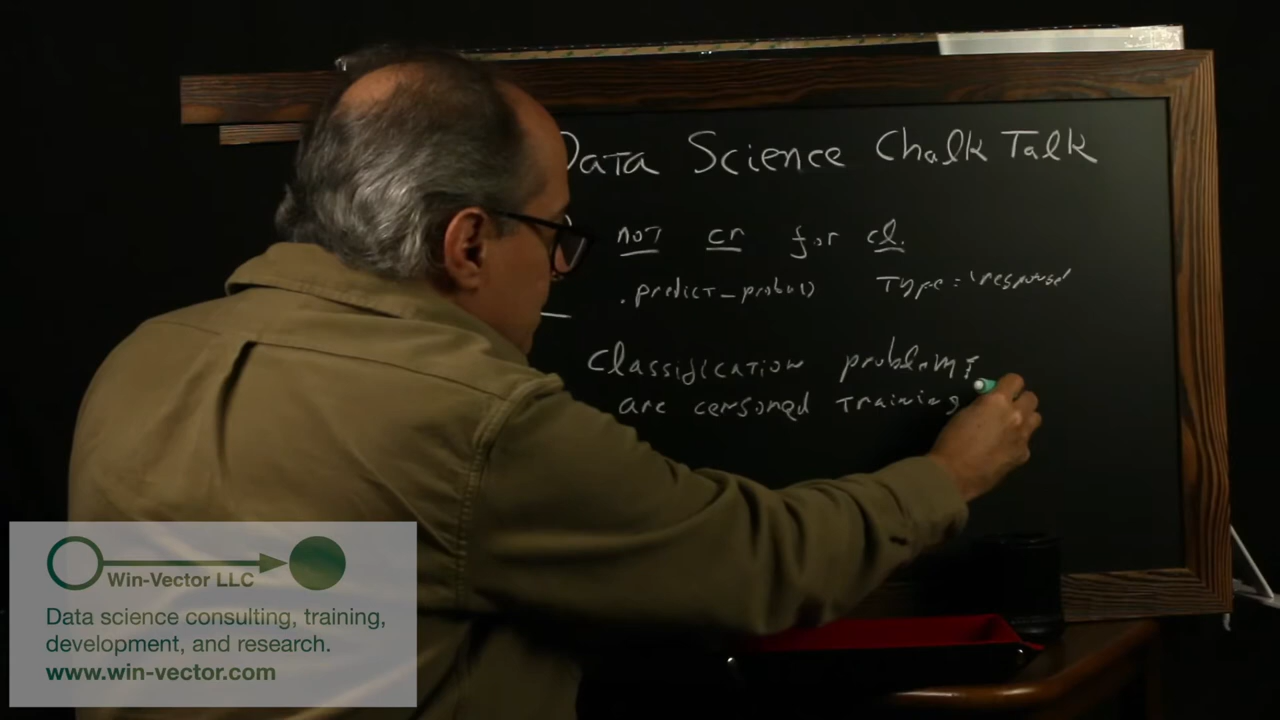 Data Science Chalk Talk
not cr for cl.
.predict_proba() Type='response'
Classification problems
are censored training
Win-Vector LLC
Data science consulting, training,
development, and research.
www.win-vector.com